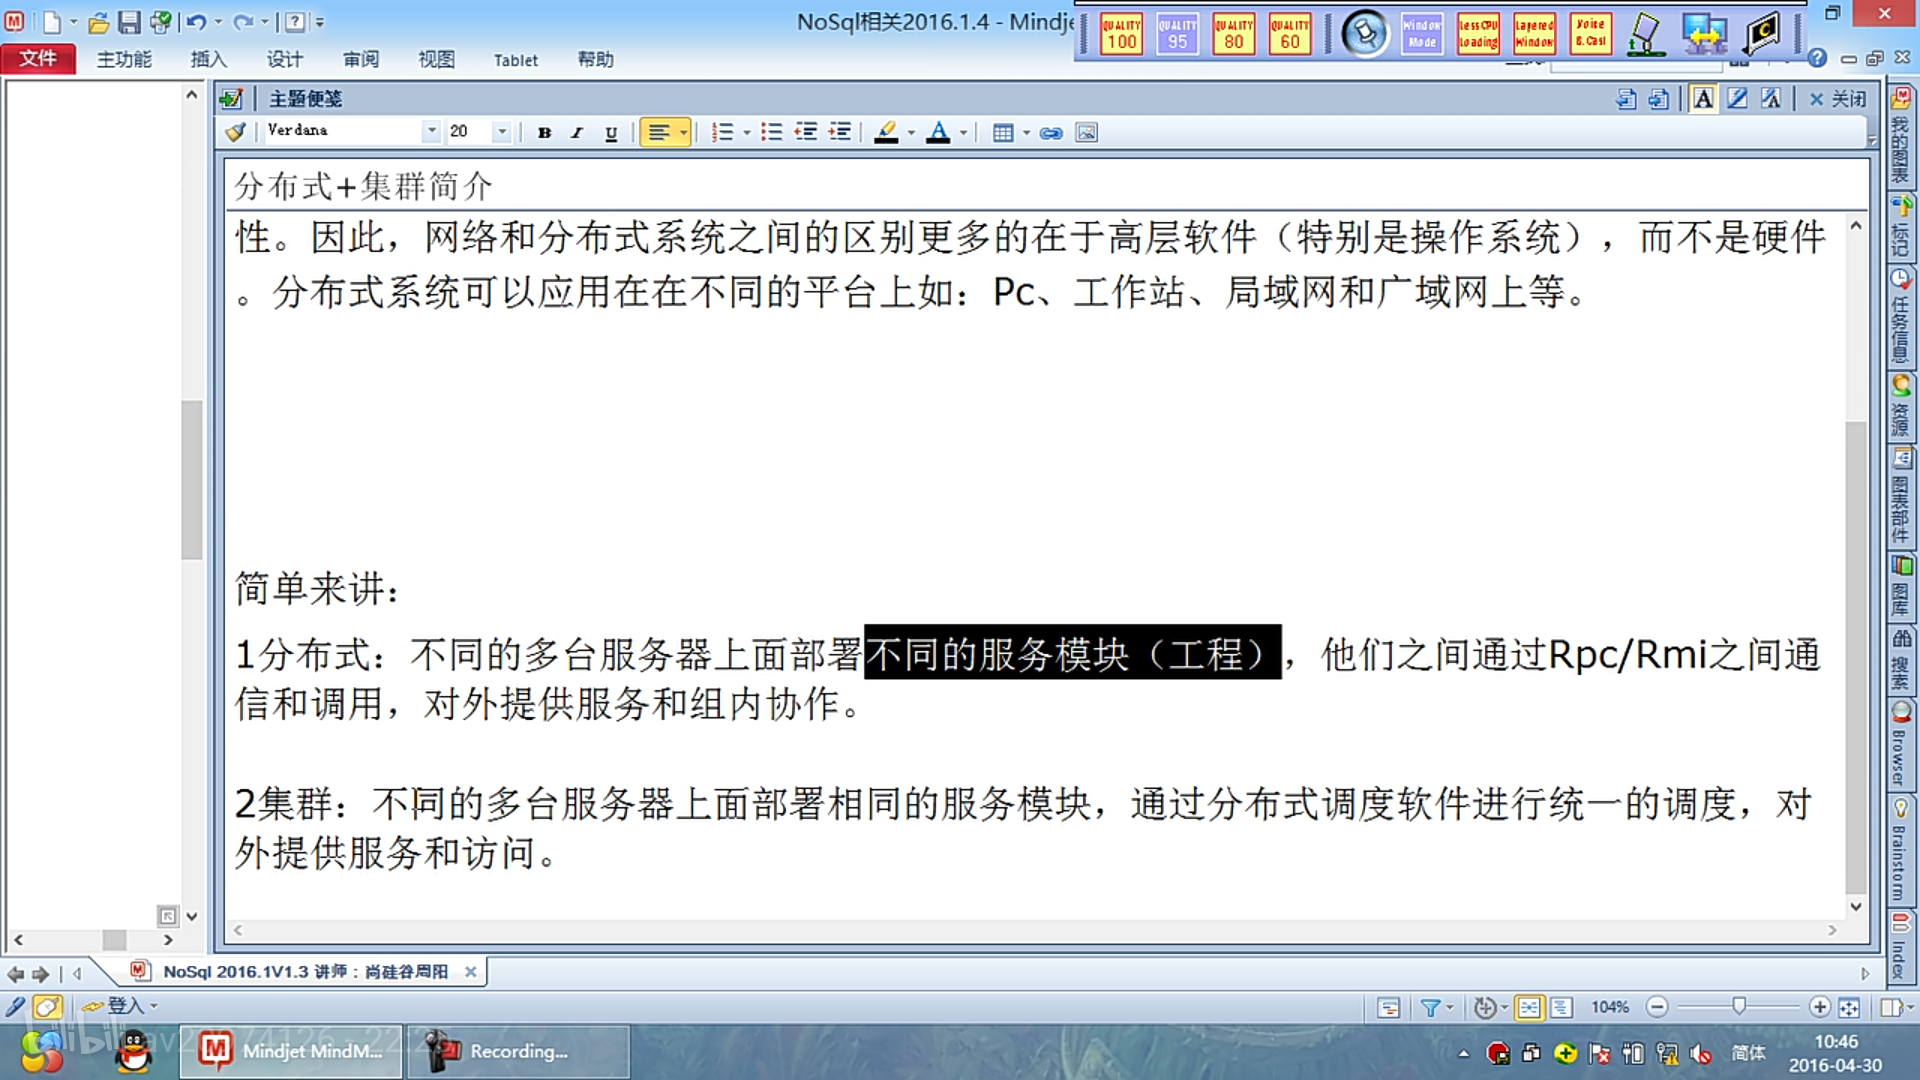 NoSql相关2016.1.4 - Mindje
QUALITY 100
QUALITY 95
QUALITY 80
QUALITY 60
Window Mode
LessCPU Loading
Layered Window
Voice B.Cast
文件 主功能 插入 设计 审阅 视图 Tablet 帮助
主题便笺
关闭
Verdana 20 B I U
分布式+集群简介
性。因此，网络和分布式系统之间的区别更多的在于高层软件（特别是操作系统），而不是硬件
。分布式系统可以应用在在不同的平台上如：Pc、工作站、局域网和广域网上等。
简单来讲：
1分布式：不同的多台服务器上面部署不同的服务模块（工程），他们之间通过Rpc/Rmi之间通
信和调用，对外提供服务和组内协作。
2集群：不同的多台服务器上面部署相同的服务模块，通过分布式调度软件进行统一的调度，对
外提供服务和访问。
我的图表
标记
任务信息
资源
图表部件
图库
搜索
Browser
Brainstorm
Index
NoSql 2016.1V1.3 讲师：尚硅谷周阳
登入
104%
bilibili
Mindjet MindM...
Recording...
简体
10:46
2016-04-30